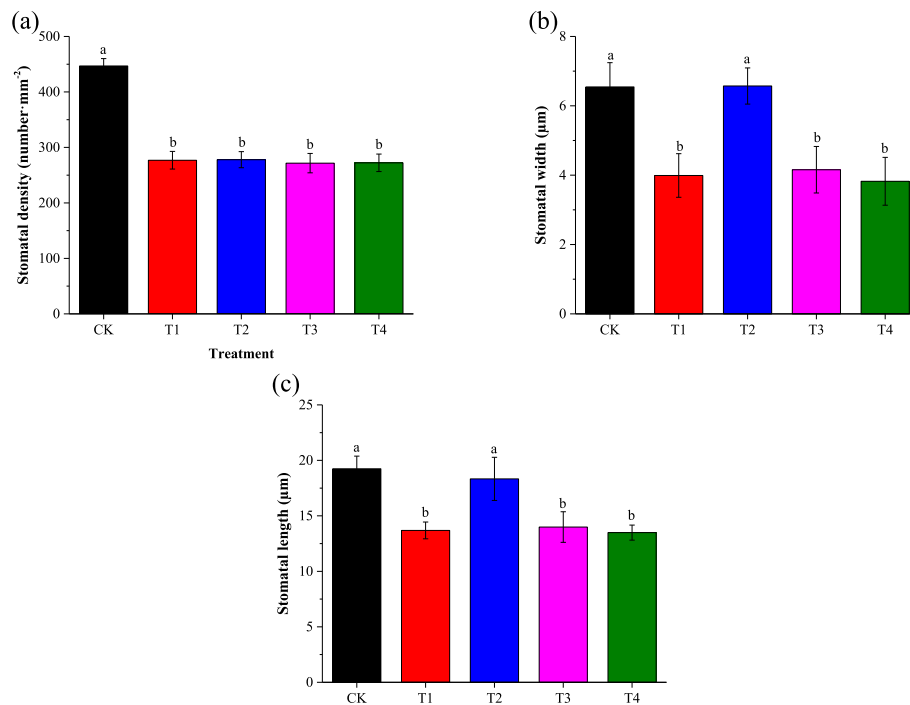 (a)
500
400
300
200
100
0
Stomatal density (number·mm⁻²)
a
b
b
b
b
CK T1 T2 T3 T4
Treatment
(b)
8
6
4
2
0
Stomatal width (μm)
a
b
a
b
b
CK T1 T2 T3 T4
(c)
25
20
15
10
5
0
Stomatal length (μm)
a
b
a
b
b
CK T1 T2 T3 T4